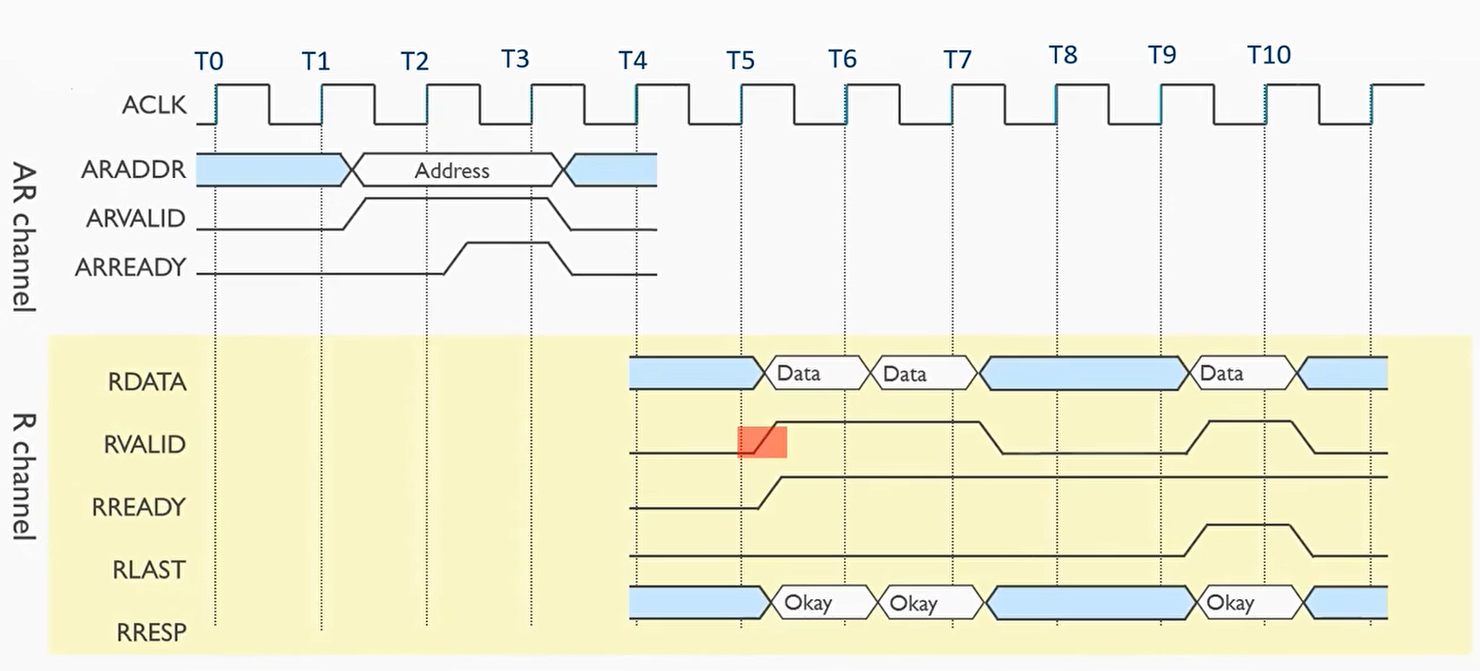 T0 T1 T2 T3 T4 T5 T6 T7 T8 T9 T10
ACLK
AR channel
ARADDR Address
ARVALID
ARREADY
R channel
RDATA Data Data Data
RVALID
RREADY
RLAST
RRESP Okay Okay Okay